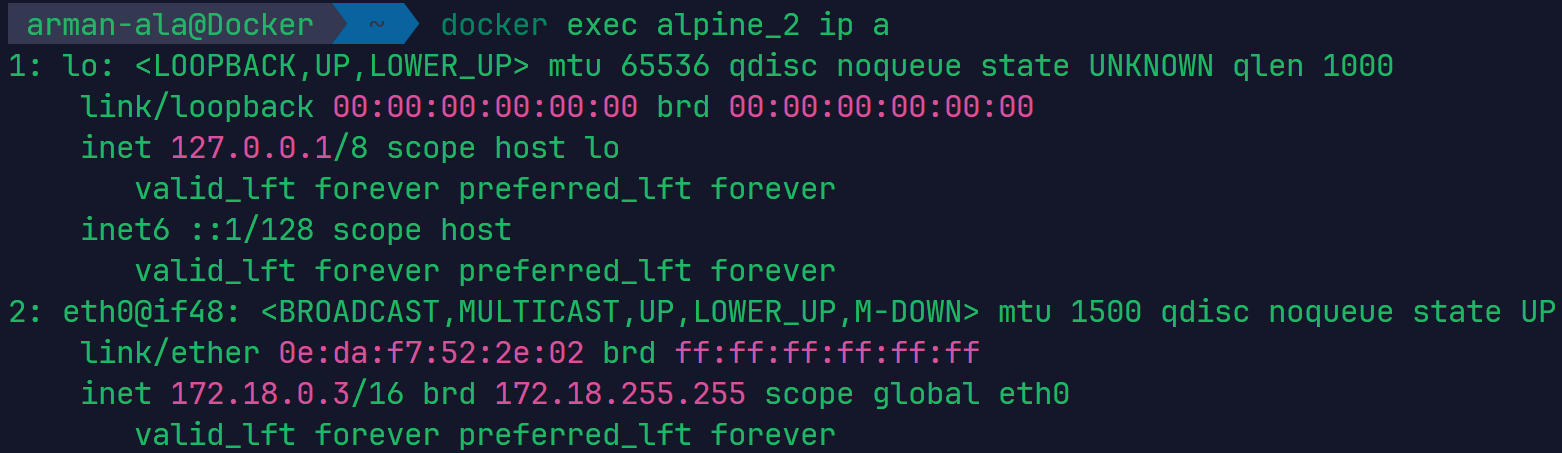 arman-ala@Docker ~ docker exec alpine_2 ip a
1: lo: <LOOPBACK,UP,LOWER_UP> mtu 65536 qdisc noqueue state UNKNOWN qlen 1000
    link/loopback 00:00:00:00:00:00 brd 00:00:00:00:00:00
    inet 127.0.0.1/8 scope host lo
       valid_lft forever preferred_lft forever
    inet6 ::1/128 scope host
       valid_lft forever preferred_lft forever
2: eth0@if48: <BROADCAST,MULTICAST,UP,LOWER_UP,M-DOWN> mtu 1500 qdisc noqueue state UP
    link/ether 0e:da:f7:52:2e:02 brd ff:ff:ff:ff:ff:ff
    inet 172.18.0.3/16 brd 172.18.255.255 scope global eth0
       valid_lft forever preferred_lft forever